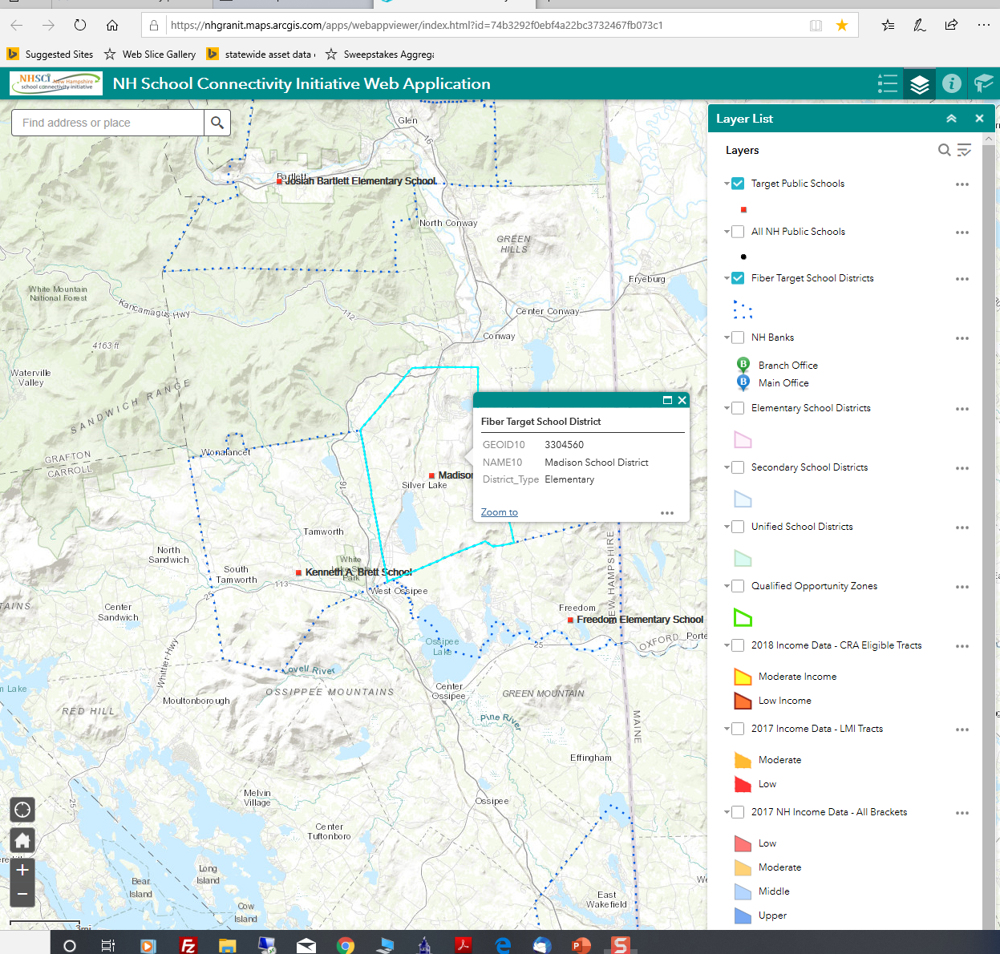 https://nhgranit.maps.arcgis.com/apps/webappviewer/index.html?id=74b3292f0ebf4a22bc3732467fb073c1
Suggested Sites
Web Slice Gallery
statewide asset data
Sweepstakes Aggrega
NHSCI New Hampshire
school connectivity initiative
NH School Connectivity Initiative Web Application
Find address or place
Glen
16
Bartlett
Josiah Bartlett Elementary School
North Conway
GREEN
HILLS
Fryeburg
White Mountain
National Forest
Kancamagus Hwy
112
Center Conway
Conway
4163 ft
Waterville
Valley
SANDWICH RANGE
GRAFTON
CARROLL
Wonalancet
16
Madison
Silver Lake
Fiber Target School District
GEOID10 3304560
NAME10 Madison School District
District_Type Elementary
Zoom to
Tamworth
North
Sandwich
South
Tamworth
White
Lake State
Park
Kenneth A. Brett School
113
25
West Ossipee
NEW HAMPSHIRE
Center
Sandwich
TAINS
Freedom
Freedom Elementary School
25
OXFORD
Porte
Ossipee
Lake
Whittier Hwy
Lovell River
n Lake
OSSIPPEE MOUNTAINS
Center
Ossipee
GREEN MOUNTAIN
Moultonborough
RED HILL
Pine River
MAINE
Effingham
Melvin
Village
25
Ossipee
Center
Tuftonboro
Long
Island
Bear
Island
Cow
Island
East
Wakefield
We
+
−
3mi
Layer List
Layers
Target Public Schools
All NH Public Schools
Fiber Target School Districts
NH Banks
B Branch Office
B Main Office
Elementary School Districts
Secondary School Districts
Unified School Districts
Qualified Opportunity Zones
2018 Income Data - CRA Eligible Tracts
Moderate Income
Low Income
2017 Income Data - LMI Tracts
Moderate
Low
2017 NH Income Data - All Brackets
Low
Moderate
Middle
Upper